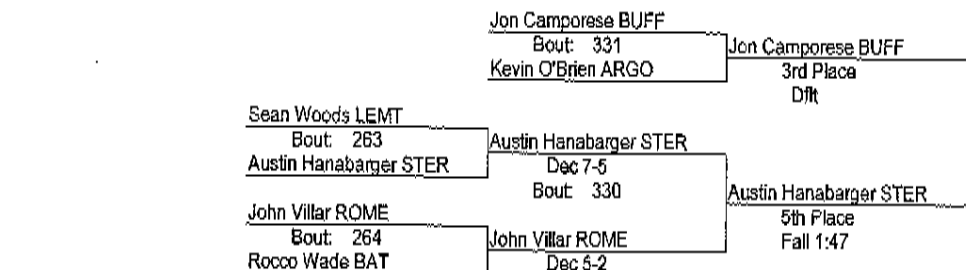 Jon Camporese BUFF
Bout: 331
Kevin O'Brien ARGO
Jon Camporese BUFF
3rd Place
Dflt
Sean Woods LEMT
Bout: 263
Austin Hanabarger STER
Austin Hanabarger STER
Dec 7-5
Bout: 330
John Villar ROME
Bout: 264
Rocco Wade BAT
John Villar ROME
Dec 5-2
Austin Hanabarger STER
5th Place
Fall 1:47